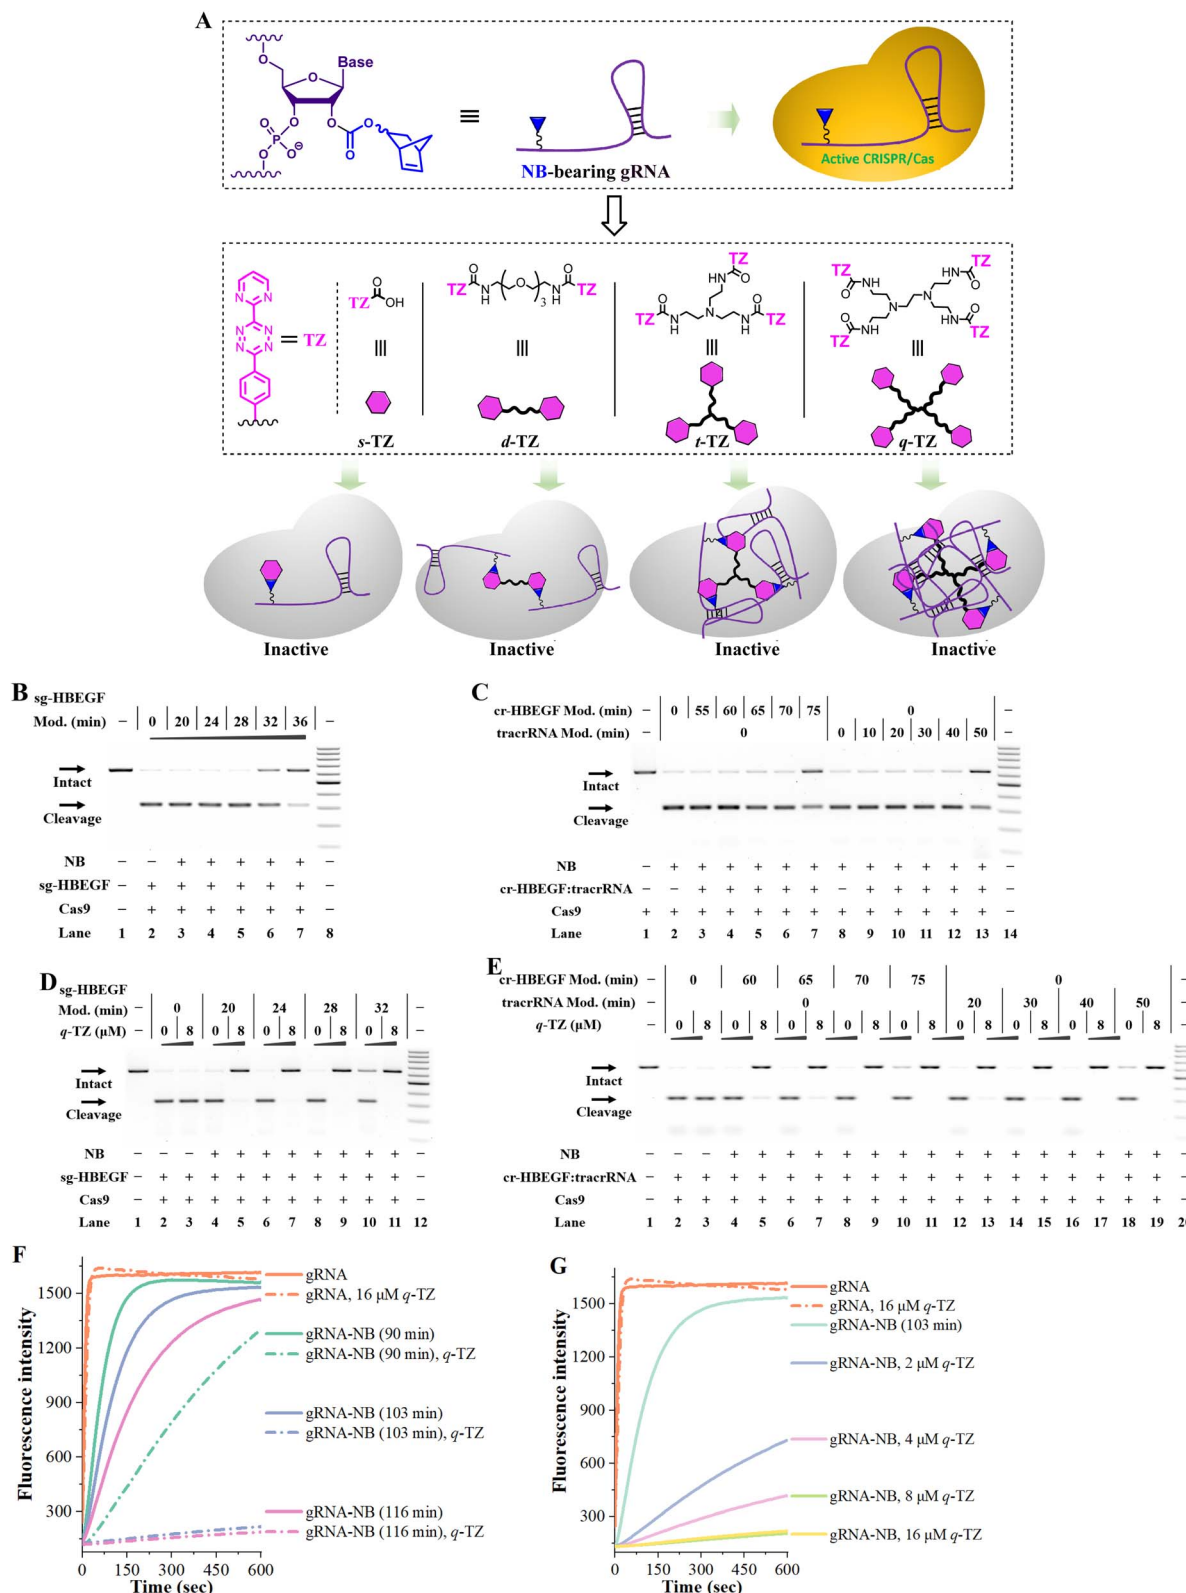 A
Base
O
O
O
O
O
P
O
O
⊖
O
O
≡
NB-bearing gRNA
Active CRISPR/Cas
N N
N N
N N
= TZ
TZ
O
OH
≡
s-TZ
O
TZ N H ( O ) 3 N H O TZ
≡
d-TZ
TZ
HN O
N
O
TZ N H
O
N H TZ
≡
t-TZ
TZ
O HN
N
N
O NH
TZ
HN O TZ
HN O
TZ
≡
q-TZ
Inactive
Inactive
Inactive
Inactive
B
sg-HBEGF
Mod. (min) – 0 20 24 28 32 36 –
Intact
Cleavage
NB – – + + + + + –
sg-HBEGF – + + + + + + –
Cas9 – + + + + + + –
Lane 1 2 3 4 5 6 7 8
C
cr-HBEGF Mod. (min) – 0 55 60 65 70 75 0 –
tracrRNA Mod. (min) – 0 0 10 20 30 40 50 –
Intact
Cleavage
NB – + + + + + + + + + + + + –
cr-HBEGF:tracrRNA – – + + + + + – + + + + + –
Cas9 + + + + + + + + + + + + + –
Lane 1 2 3 4 5 6 7 8 9 10 11 12 13 14
D
sg-HBEGF
Mod. (min) – 0 20 24 28 32 –
q-TZ (μM) – 0 8 0 8 0 8 0 8 0 8 –
Intact
Cleavage
NB – – – + + + + + + + + –
sg-HBEGF – + + + + + + + + + + –
Cas9 – + + + + + + + + + + –
Lane 1 2 3 4 5 6 7 8 9 10 11 12
E
cr-HBEGF Mod. (min) – 0 60 65 70 75 0 –
tracrRNA Mod. (min) – 0 20 30 40 50 –
q-TZ (μM) – 0 8 0 8 0 8 0 8 0 8 0 8 0 8 0 8 0 8 –
Intact
Cleavage
NB – – – + + + + + + + + + + + + + + + + –
cr-HBEGF:tracrRNA – + + + + + + + + + + + + + + + + + + –
Cas9 – + + + + + + + + + + + + + + + + + + –
Lane 1 2 3 4 5 6 7 8 9 10 11 12 13 14 15 16 17 18 19 20
F
Fluorescence intensity
1500
1200
900
600
300
0 150 300 450 600
Time (sec)
gRNA
gRNA, 16 μM q-TZ
gRNA-NB (90 min)
gRNA-NB (90 min), q-TZ
gRNA-NB (103 min)
gRNA-NB (103 min), q-TZ
gRNA-NB (116 min)
gRNA-NB (116 min), q-TZ
G
Fluorescence intensity
1500
1200
900
600
300
0 150 300 450 600
Time (sec)
gRNA
gRNA, 16 μM q-TZ
gRNA-NB (103 min)
gRNA-NB, 2 μM q-TZ
gRNA-NB, 4 μM q-TZ
gRNA-NB, 8 μM q-TZ
gRNA-NB, 16 μM q-TZ